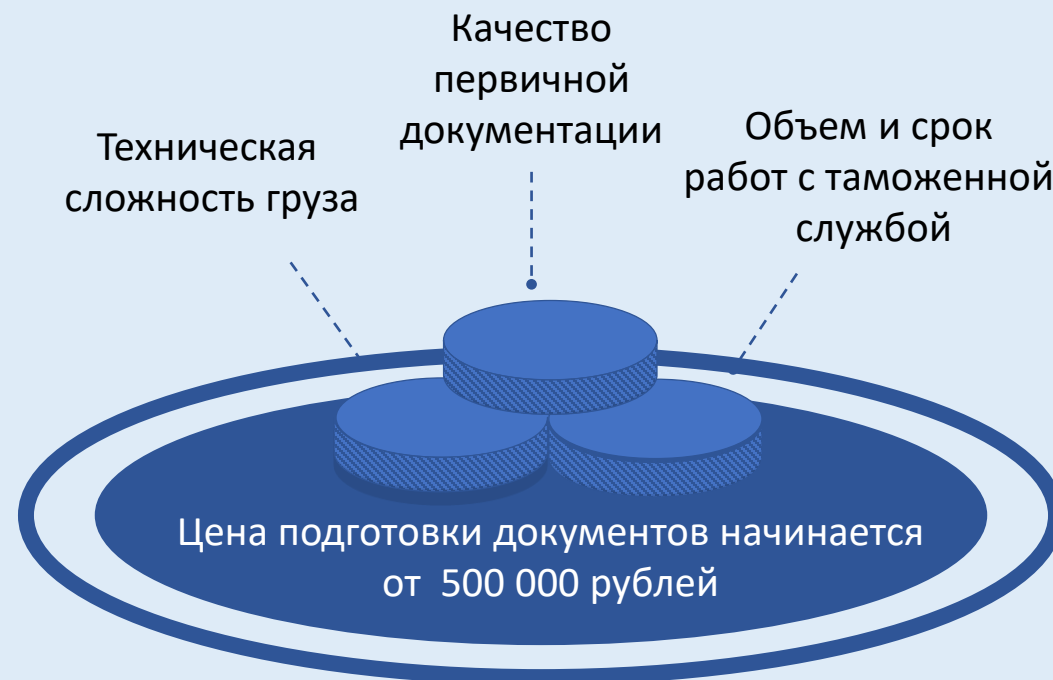 Качество
первичной
документации
Техническая
сложность груза
Объем и срок
работ с таможенной
службой
Цена подготовки документов начинается
от 500 000 рублей